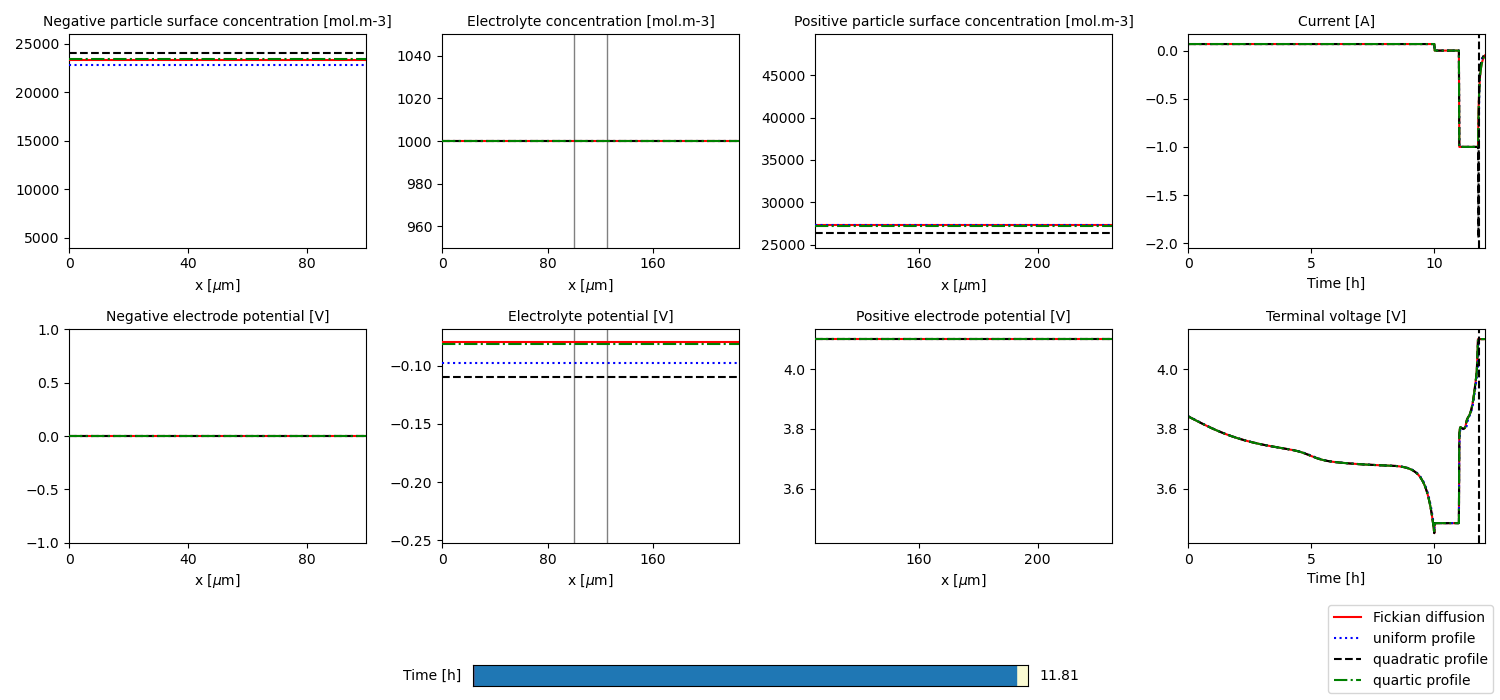 Negative particle surface concentration [mol.m-3]
25000
20000
15000
10000
5000
0 40 80
x [μm]
Electrolyte concentration [mol.m-3]
1040
1020
1000
980
960
0 80 160
x [μm]
Positive particle surface concentration [mol.m-3]
45000
40000
35000
30000
25000
160 200
x [μm]
Current [A]
0.0
−0.5
−1.0
−1.5
−2.0
0 5 10
Time [h]
Negative electrode potential [V]
1.0
0.5
0.0
−0.5
−1.0
0 40 80
x [μm]
Electrolyte potential [V]
−0.10
−0.15
−0.20
−0.25
0 80 160
x [μm]
Positive electrode potential [V]
4.0
3.8
3.6
160 200
x [μm]
Terminal voltage [V]
4.0
3.8
3.6
0 5 10
Time [h]
Fickian diffusion
uniform profile
quadratic profile
quartic profile
Time [h] 11.81